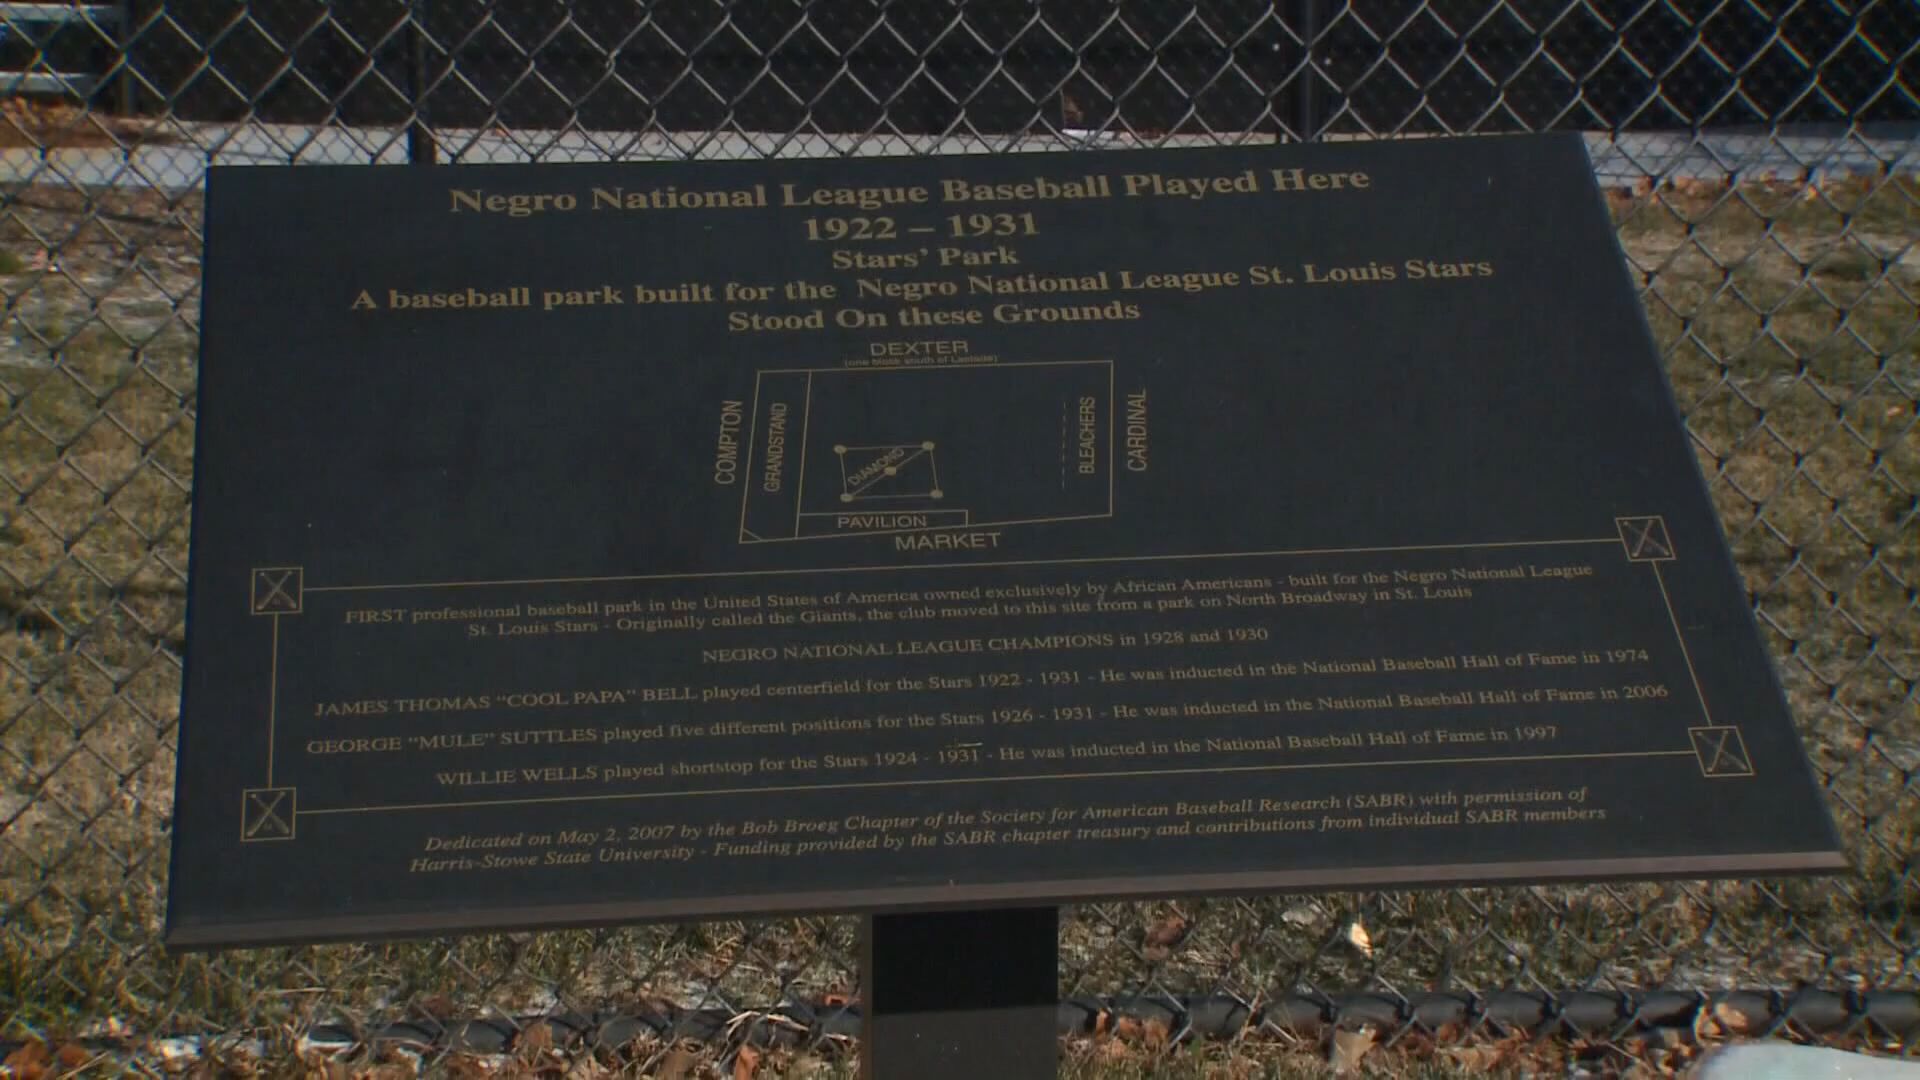 Negro National League Baseball Played Here
1922 – 1931
Stars' Park
A baseball park built for the Negro National League St. Louis Stars
Stood On these Grounds
DEXTER
(one block south of Laclede)
COMPTON
GRANDSTAND
DIAMOND
BLEACHERS
CARDINAL
PAVILION
MARKET
FIRST professional baseball park in the United States of America owned exclusively by African Americans - built for the Negro National League
St. Louis Stars - Originally called the Giants, the club moved to this site from a park on North Broadway in St. Louis
NEGRO NATIONAL LEAGUE CHAMPIONS in 1928 and 1930
JAMES THOMAS "COOL PAPA" BELL played centerfield for the Stars 1922 - 1931 - He was inducted in the National Baseball Hall of Fame in 1974
GEORGE "MULE" SUTTLES played five different positions for the Stars 1926 - 1931 - He was inducted in the National Baseball Hall of Fame in 2006
WILLIE WELLS played shortstop for the Stars 1924 - 1931 - He was inducted in the National Baseball Hall of Fame in 1997
Dedicated on May 2, 2007 by the Bob Broeg Chapter of the Society for American Baseball Research (SABR) with permission of
Harris-Stowe State University - Funding provided by the SABR chapter treasury and contributions from individual SABR members